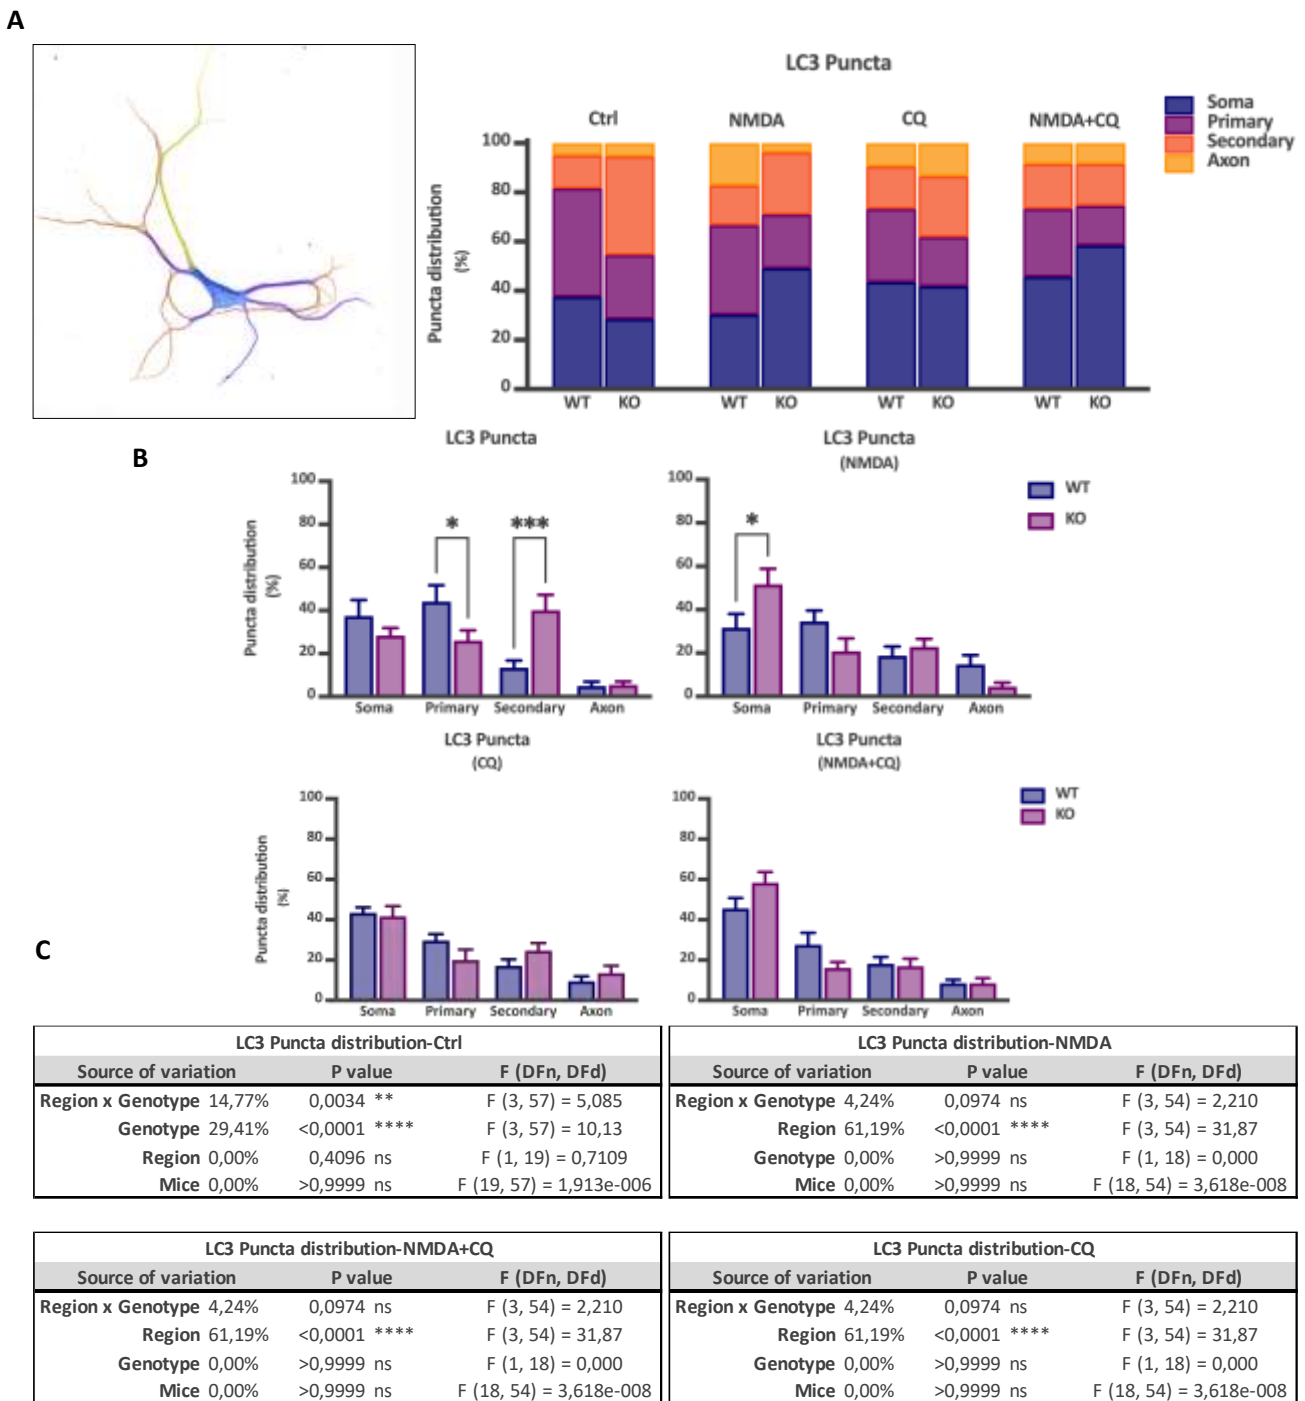 A
LC3 Puncta
Ctrl NMDA CQ NMDA+CQ
Soma
Primary
Secondary
Axon
Puncta distribution
(%)
100
80
60
40
20
0
WT KO WT KO WT KO WT KO
B
LC3 Puncta
Puncta distribution
(%)
100
80
60
40
20
0
* ***
Soma Primary Secondary Axon
LC3 Puncta
(NMDA)
100
80
60
40
20
0
*
Soma Primary Secondary Axon
WT
KO
LC3 Puncta
(CQ)
Puncta distribution
(%)
100
80
60
40
20
0
Soma Primary Secondary Axon
LC3 Puncta
(NMDA+CQ)
100
80
60
40
20
0
Soma Primary Secondary Axon
WT
KO
C
LC3 Puncta distribution-Ctrl
Source of variation P value F (DFn, DFd)
Region x Genotype 14,77% 0,0034 ** F (3, 57) = 5,085
Genotype 29,41% <0,0001 **** F (3, 57) = 10,13
Region 0,00% 0,4096 ns F (1, 19) = 0,7109
Mice 0,00% >0,9999 ns F (19, 57) = 1,913e-006
LC3 Puncta distribution-NMDA
Source of variation P value F (DFn, DFd)
Region x Genotype 4,24% 0,0974 ns F (3, 54) = 2,210
Region 61,19% <0,0001 **** F (3, 54) = 31,87
Genotype 0,00% >0,9999 ns F (1, 18) = 0,000
Mice 0,00% >0,9999 ns F (18, 54) = 3,618e-008
LC3 Puncta distribution-NMDA+CQ
Source of variation P value F (DFn, DFd)
Region x Genotype 4,24% 0,0974 ns F (3, 54) = 2,210
Region 61,19% <0,0001 **** F (3, 54) = 31,87
Genotype 0,00% >0,9999 ns F (1, 18) = 0,000
Mice 0,00% >0,9999 ns F (18, 54) = 3,618e-008
LC3 Puncta distribution-CQ
Source of variation P value F (DFn, DFd)
Region x Genotype 4,24% 0,0974 ns F (3, 54) = 2,210
Region 61,19% <0,0001 **** F (3, 54) = 31,87
Genotype 0,00% >0,9999 ns F (1, 18) = 0,000
Mice 0,00% >0,9999 ns F (18, 54) = 3,618e-008